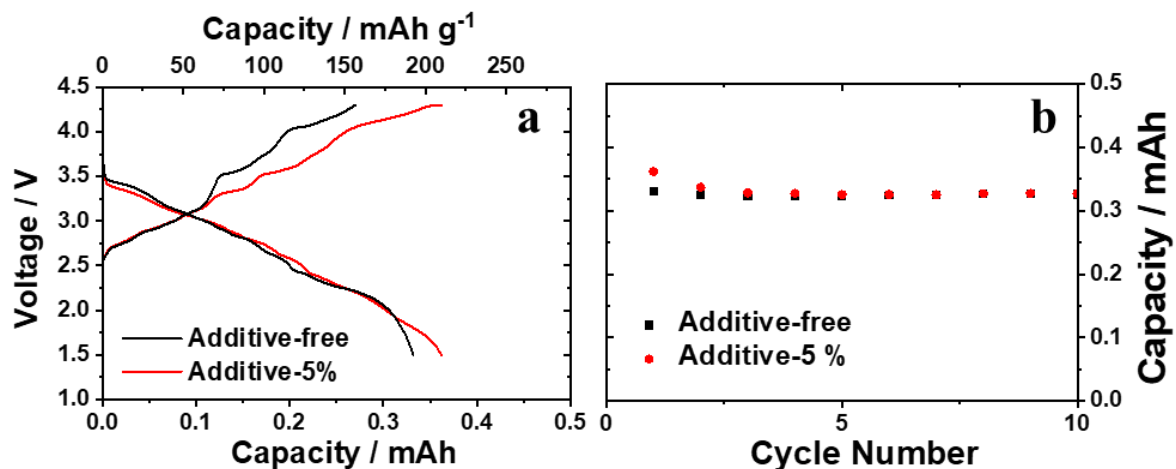 Capacity / mAh g⁻¹
0 50 100 150 200 250
Voltage / V
4.5
4.0
3.5
3.0
2.5
2.0
1.5
1.0
a
Additive-free
Additive-5%
0.0 0.1 0.2 0.3 0.4 0.5
Capacity / mAh
b
Additive-free
Additive-5 %
0.5
0.4
0.3
0.2
0.3
0.0
Capacity / mAh
0 5 10
Cycle Number